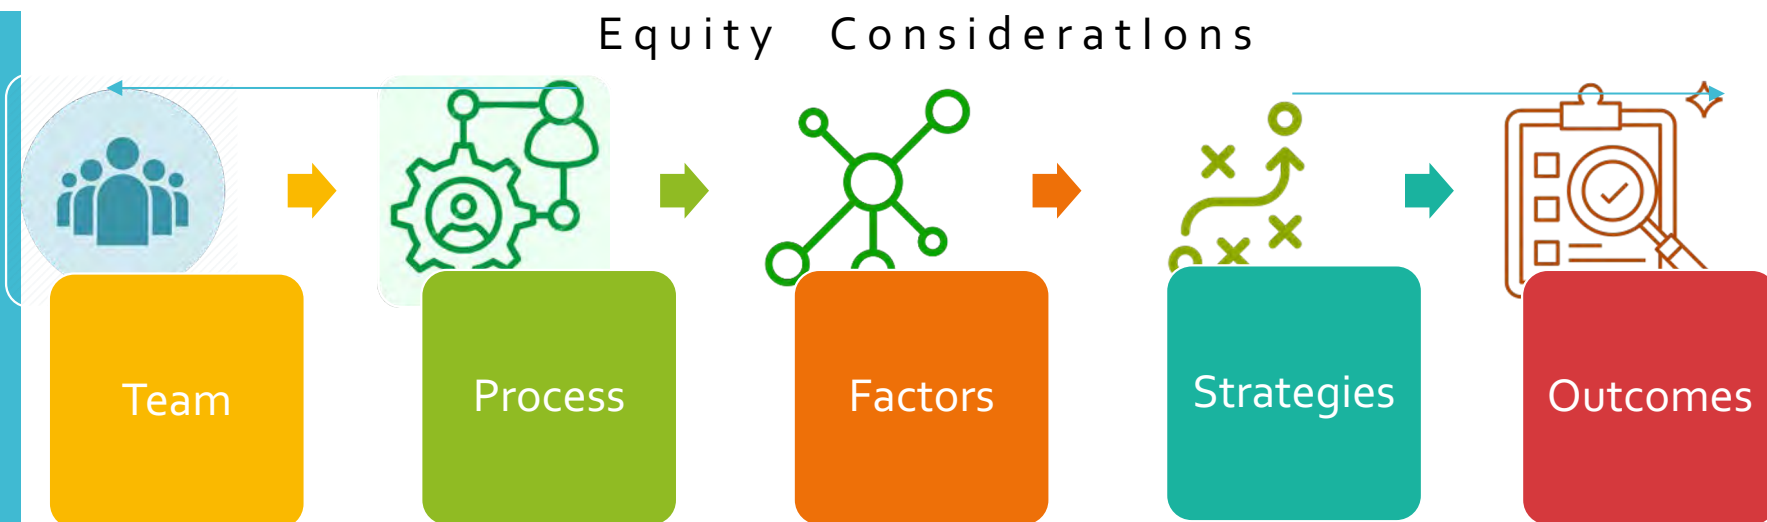 Equity ConsideratIons
Team
Process
Factors
Strategies
Outcomes